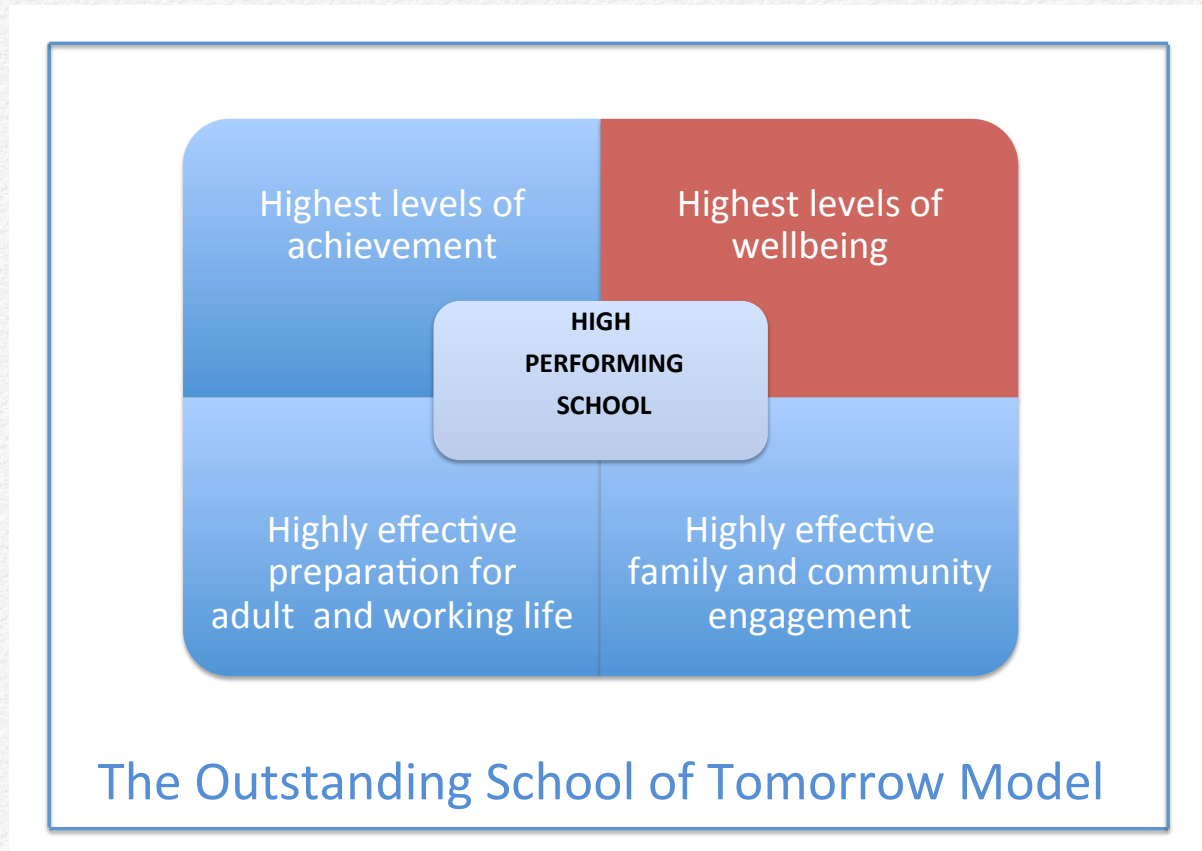 Highest levels of
achievement
Highest levels of
wellbeing
HIGH
PERFORMING
SCHOOL
Highly effective
preparation for
adult  and working life
Highly effective
family and community
engagement
The Outstanding School of Tomorrow Model